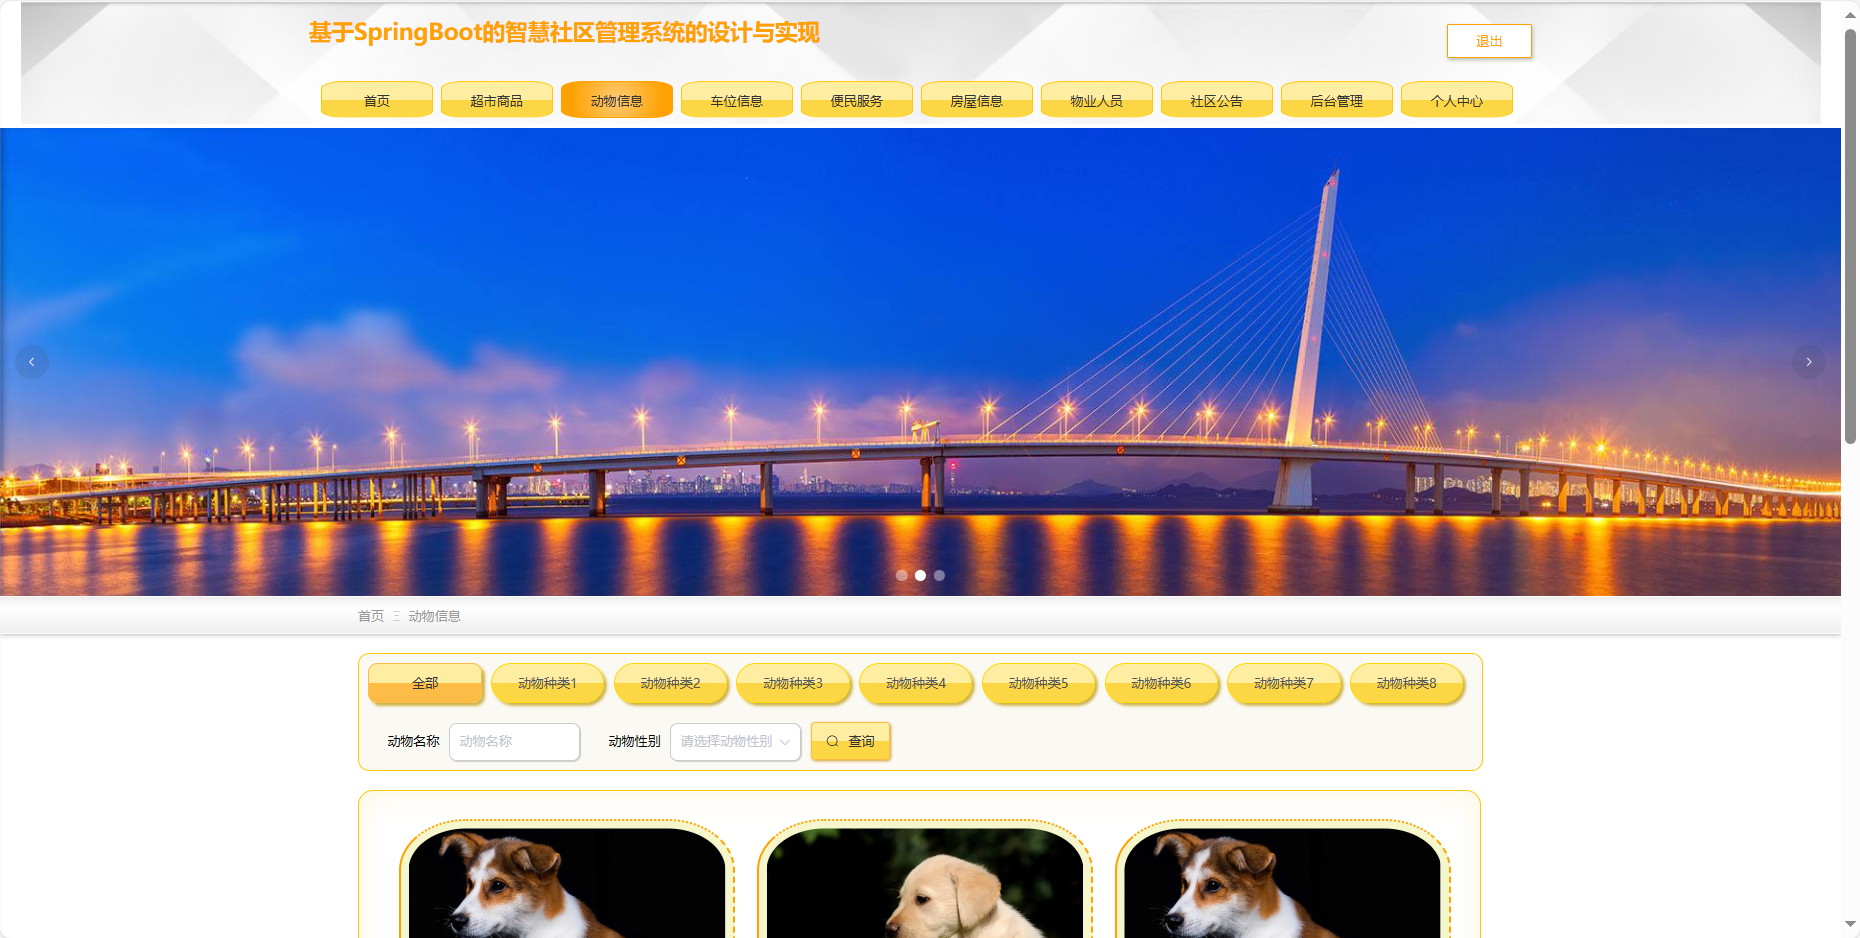 基于SpringBoot的智慧社区管理系统的设计与实现
退出
首页 超市商品 动物信息 车位信息 便民服务 房屋信息 物业人员 社区公告 后台管理 个人中心
首页 动物信息
全部 动物种类1 动物种类2 动物种类3 动物种类4 动物种类5 动物种类6 动物种类7 动物种类8
动物名称 动物名称 动物性别 请选择动物性别 查询